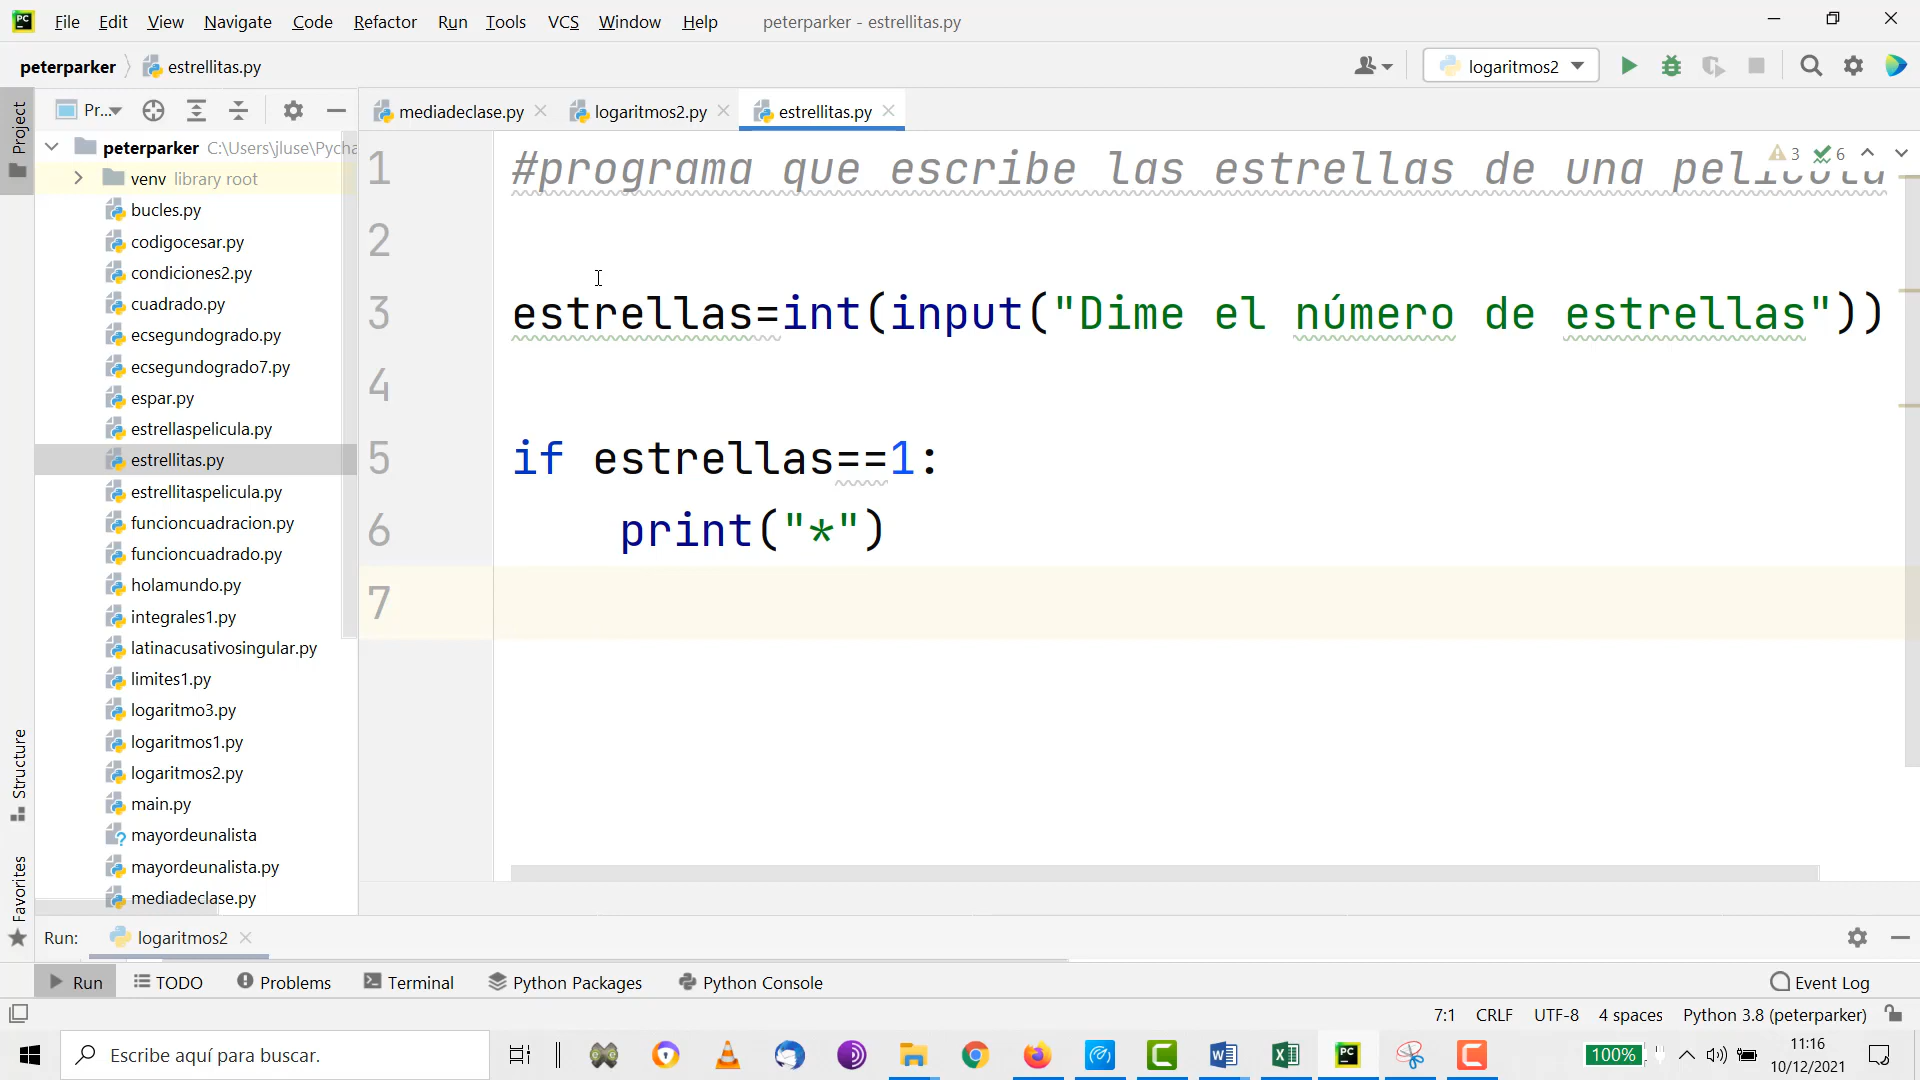 File Edit View Navigate Code Refactor Run Tools VCS Window Help peterparker - estrellitas.py
peterparker estrellitas.py logaritmos2
Project
Pr...
mediadeclase.py logaritmos2.py estrellitas.py
peterparker C:\Users\jluse\Pycha
venv library root
bucles.py
codigocesar.py
condiciones2.py
cuadrado.py
ecsegundogrado.py
ecsegundogrado7.py
espar.py
estrellaspelicula.py
estrellitas.py
estrellitaspelicula.py
funcioncuadracion.py
funcioncuadrado.py
holamundo.py
integrales1.py
latinacusativosingular.py
limites1.py
logaritmo3.py
logaritmos1.py
logaritmos2.py
main.py
mayordeunalista
mayordeunalista.py
mediadeclase.py
Structure
Favorites
3 6
1 #programa que escribe las estrellas de una pelicula
2
3 estrellas=int(input("Dime el número de estrellas"))
4
5 if estrellas==1:
6 print("*")
7
Run: logaritmos2
Run TODO Problems Terminal Python Packages Python Console Event Log
7:1 CRLF UTF-8 4 spaces Python 3.8 (peterparker)
Escribe aquí para buscar.
100%
11:16
10/12/2021